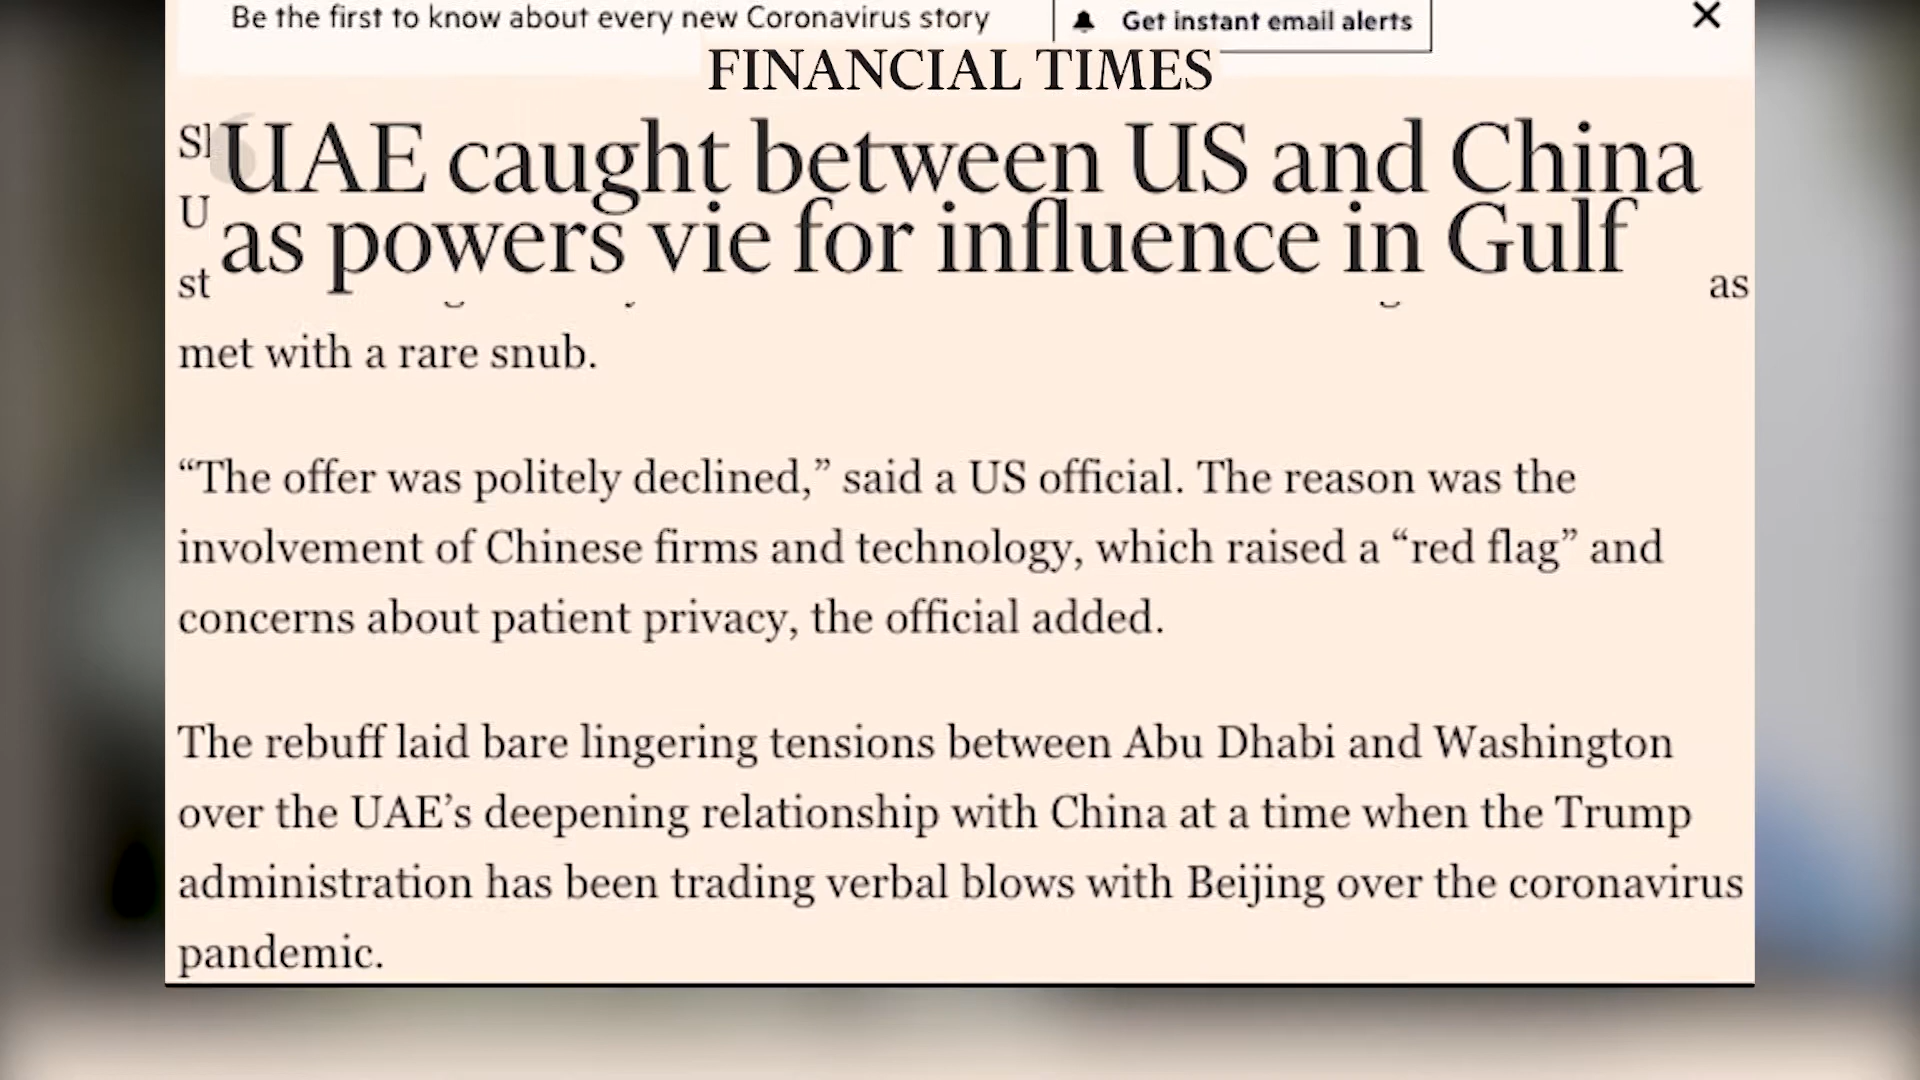 Be the first to know about every new Coronavirus story
Get instant email alerts
FINANCIAL TIMES
UAE caught between US and China
as powers vie for influence in Gulf
st
as
met with a rare snub.
“The offer was politely declined,” said a US official. The reason was the
involvement of Chinese firms and technology, which raised a “red flag” and
concerns about patient privacy, the official added.
The rebuff laid bare lingering tensions between Abu Dhabi and Washington
over the UAE’s deepening relationship with China at a time when the Trump
administration has been trading verbal blows with Beijing over the coronavirus
pandemic.